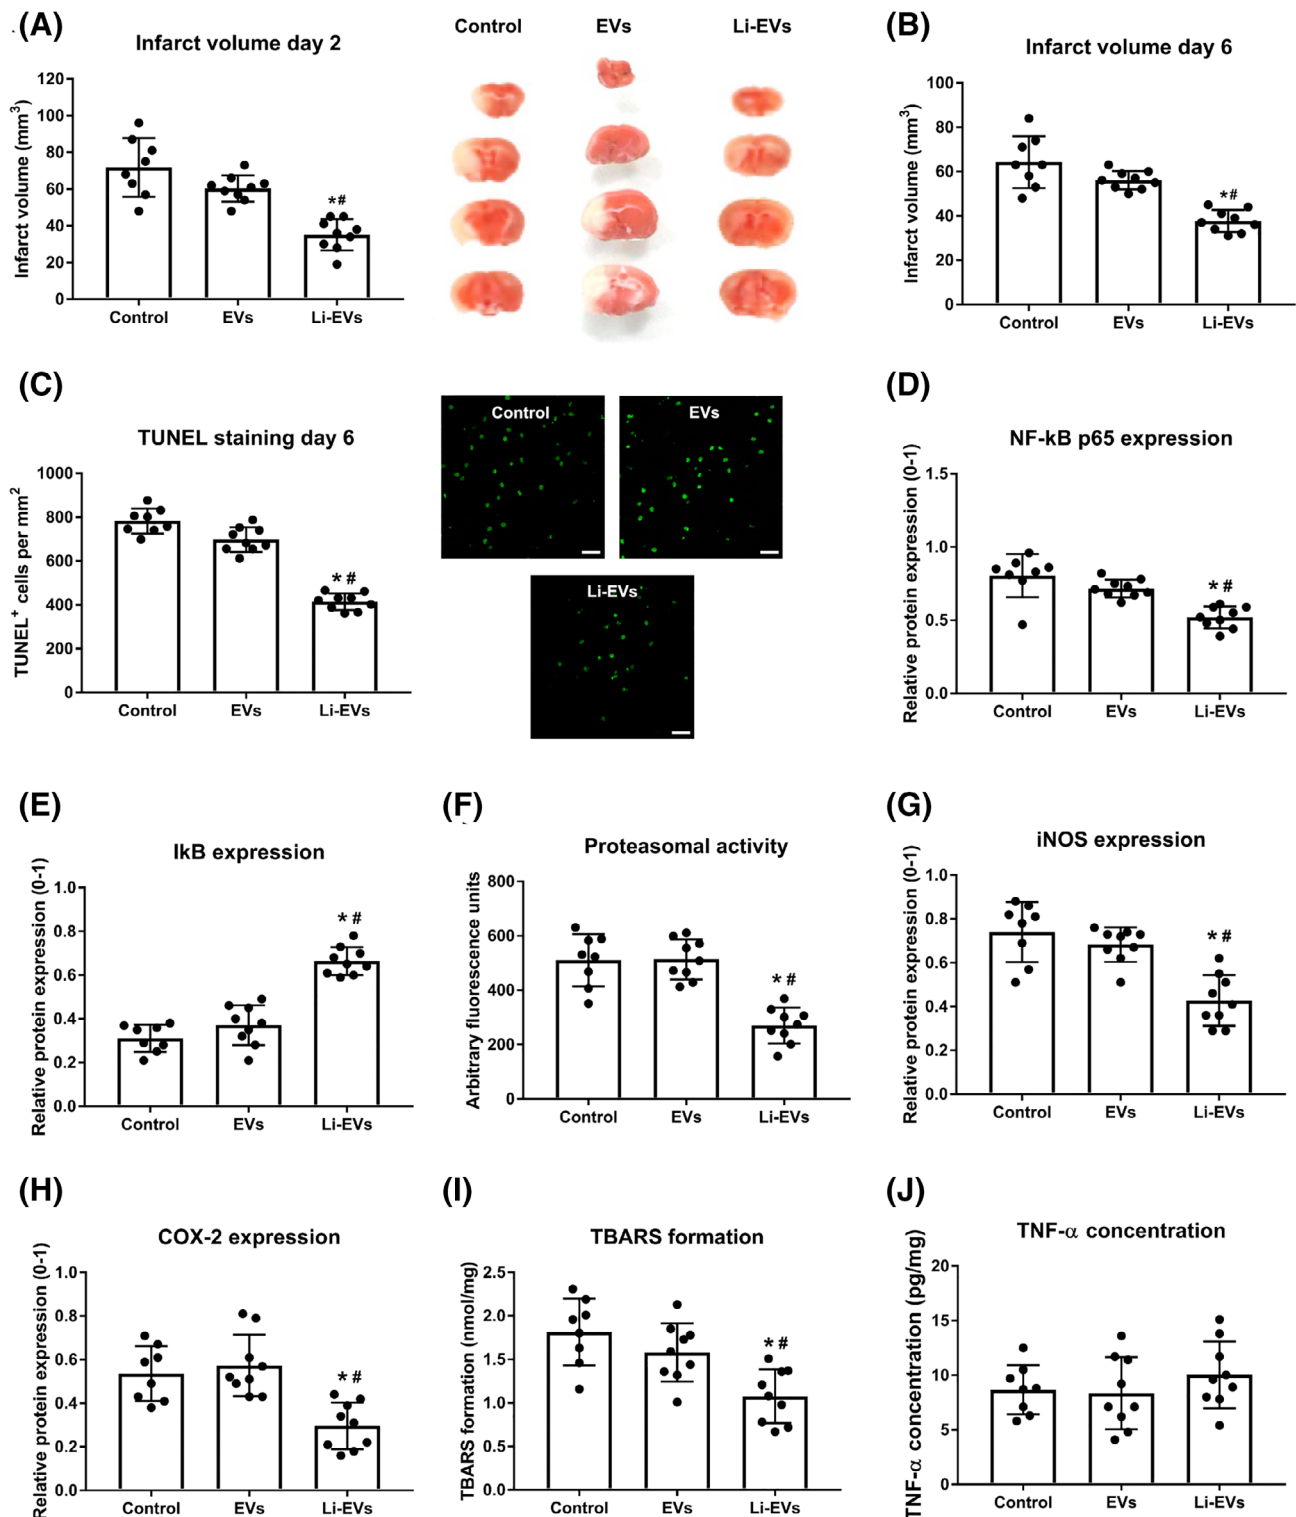 (A)
Infarct volume day 2
Infarct volume (mm³)
120
100
80
60
40
20
0
*#
Control
EVs
Li-EVs
Control
EVs
Li-EVs
(B)
Infarct volume day 6
Infarct volume (mm³)
100
80
60
40
20
0
*#
Control
EVs
Li-EVs
(C)
TUNEL staining day 6
TUNEL⁺ cells per mm²
1000
800
600
400
200
0
* #
Control
EVs
Li-EVs
Control
EVs
Li-EVs
(D)
NF-kB p65 expression
Relative protein expression (0-1)
1.5
1.0
0.5
0.0
* #
Control
EVs
Li-EVs
(E)
IkB expression
Relative protein expression (0-1)
1.0
0.8
0.6
0.4
0.2
0.0
* #
Control
EVs
Li-EVs
(F)
Proteasomal activity
Arbitrary fluorescence units
800
600
400
200
0
* #
Control
EVs
Li-EVs
(G)
iNOS expression
Relative protein expression (0-1)
1.0
0.8
0.6
0.4
0.2
0.0
* #
Control
EVs
Li-EVs
(H)
COX-2 expression
Relative protein expression (0-1)
1.0
0.8
0.6
0.4
0.2
0.0
* #
Control
EVs
Li-EVs
(I)
TBARS formation
TBARS formation (nmol/mg)
2.5
2.0
1.5
1.0
0.5
0.0
* #
Control
EVs
Li-EVs
(J)
TNF-α concentration
TNF-α concentration (pg/mg)
20
15
10
5
0
Control
EVs
Li-EVs